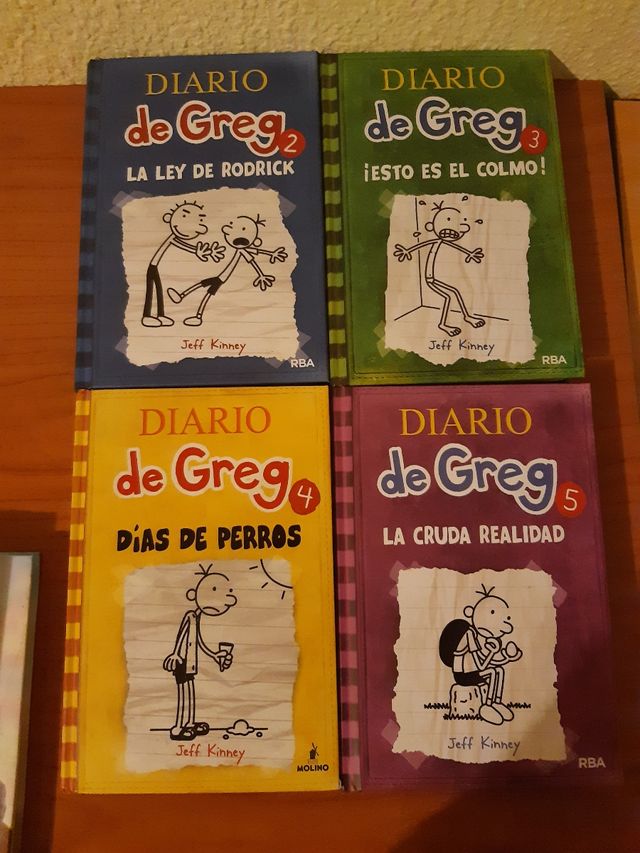 DIARIO
de Greg 2
LA LEY DE RODRICK
Jeff Kinney
RBA
DIARIO
de Greg 3
¡ESTO ES EL COLMO!
Jeff Kinney
RBA
DIARIO
de Greg 4
DÍAS DE PERROS
Jeff Kinney
MOLINO
DIARIO
de Greg 5
LA CRUDA REALIDAD
Jeff Kinney
RBA